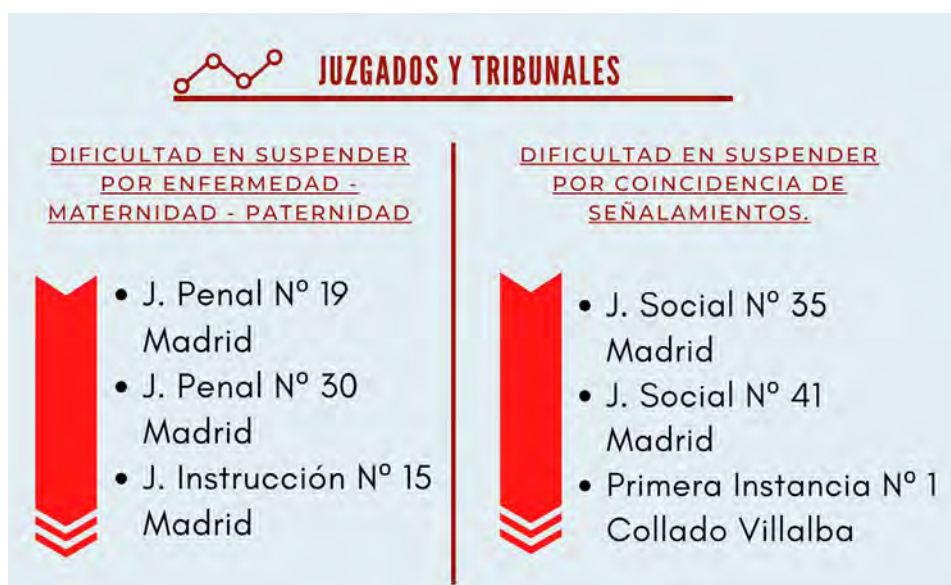 JUZGADOS Y TRIBUNALES
DIFICULTAD EN SUSPENDER
POR ENFERMEDAD -
MATERNIDAD - PATERNIDAD
• J. Penal Nº 19
Madrid
• J. Penal Nº 30
Madrid
• J. Instrucción Nº 15
Madrid
DIFICULTAD EN SUSPENDER
POR COINCIDENCIA DE
SEÑALAMIENTOS.
• J. Social Nº 35
Madrid
• J. Social Nº 41
Madrid
• Primera Instancia Nº 1
Collado Villalba